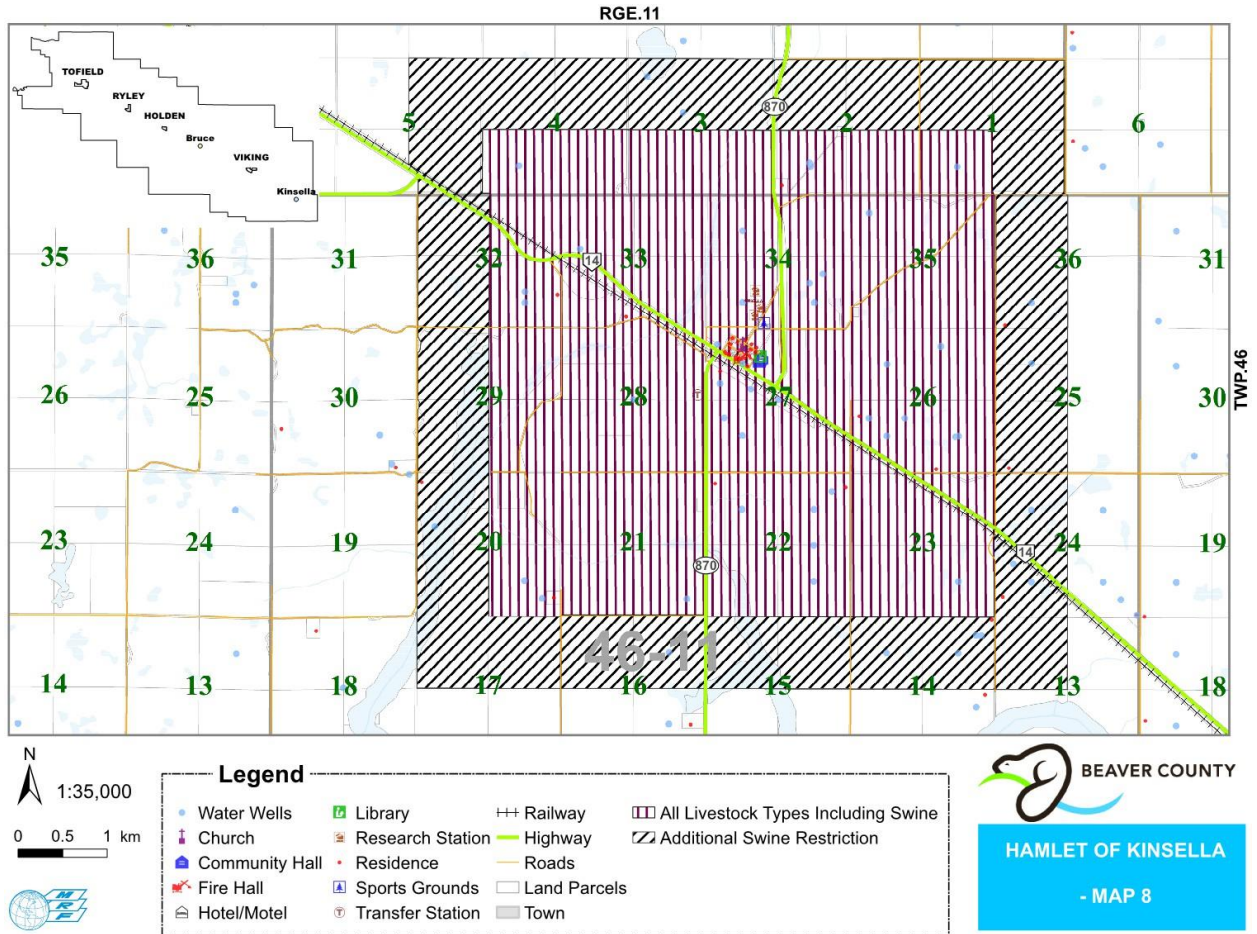 RGE.11
TOFIELD
RYLEY
HOLDEN
Bruce
VIKING
Kinsella
870
5 4 3 2 1 6
35 36 31 32 33 34 35 36 31
14
26 25 30 29 28 27 26 25 30
T
TWP.46
23 24 19 20 21 22 23 24 19
870
14
46-11
14 13 18 17 16 15 14 13 18
N
1:35,000
0 0.5 1 km
MRF
Legend
Water Wells
Church
Community Hall
Fire Hall
Hotel/Motel
Library
Research Station
Residence
Sports Grounds
T Transfer Station
Railway
Highway
Roads
Land Parcels
Town
All Livestock Types Including Swine
Additional Swine Restriction
BEAVER COUNTY
HAMLET OF KINSELLA
- MAP 8